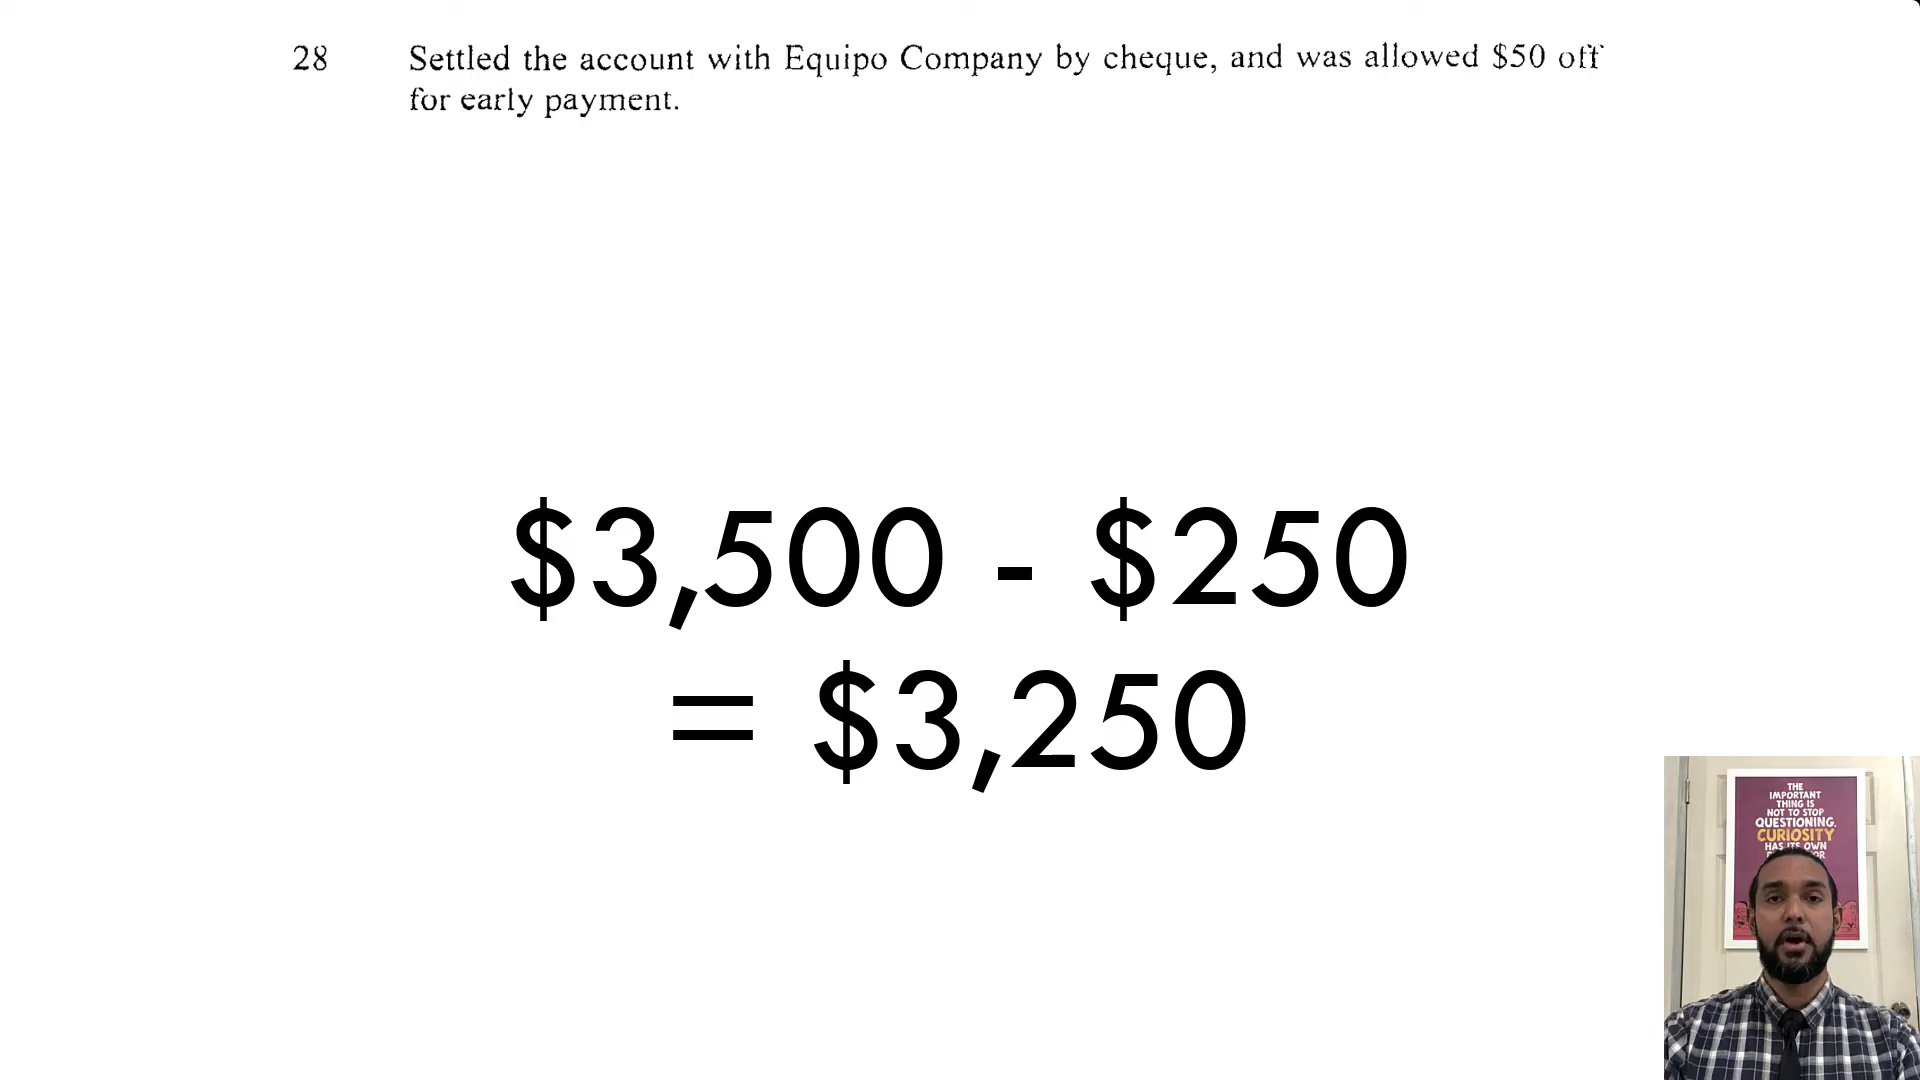 28 Settled the account with Equipo Company by cheque, and was allowed $50 off
for early payment.
$3,500 - $250
= $3,250
THE
IMPORTANT
THING IS
NOT TO STOP
QUESTIONING.
CURIOSITY
HAS ITS OWN